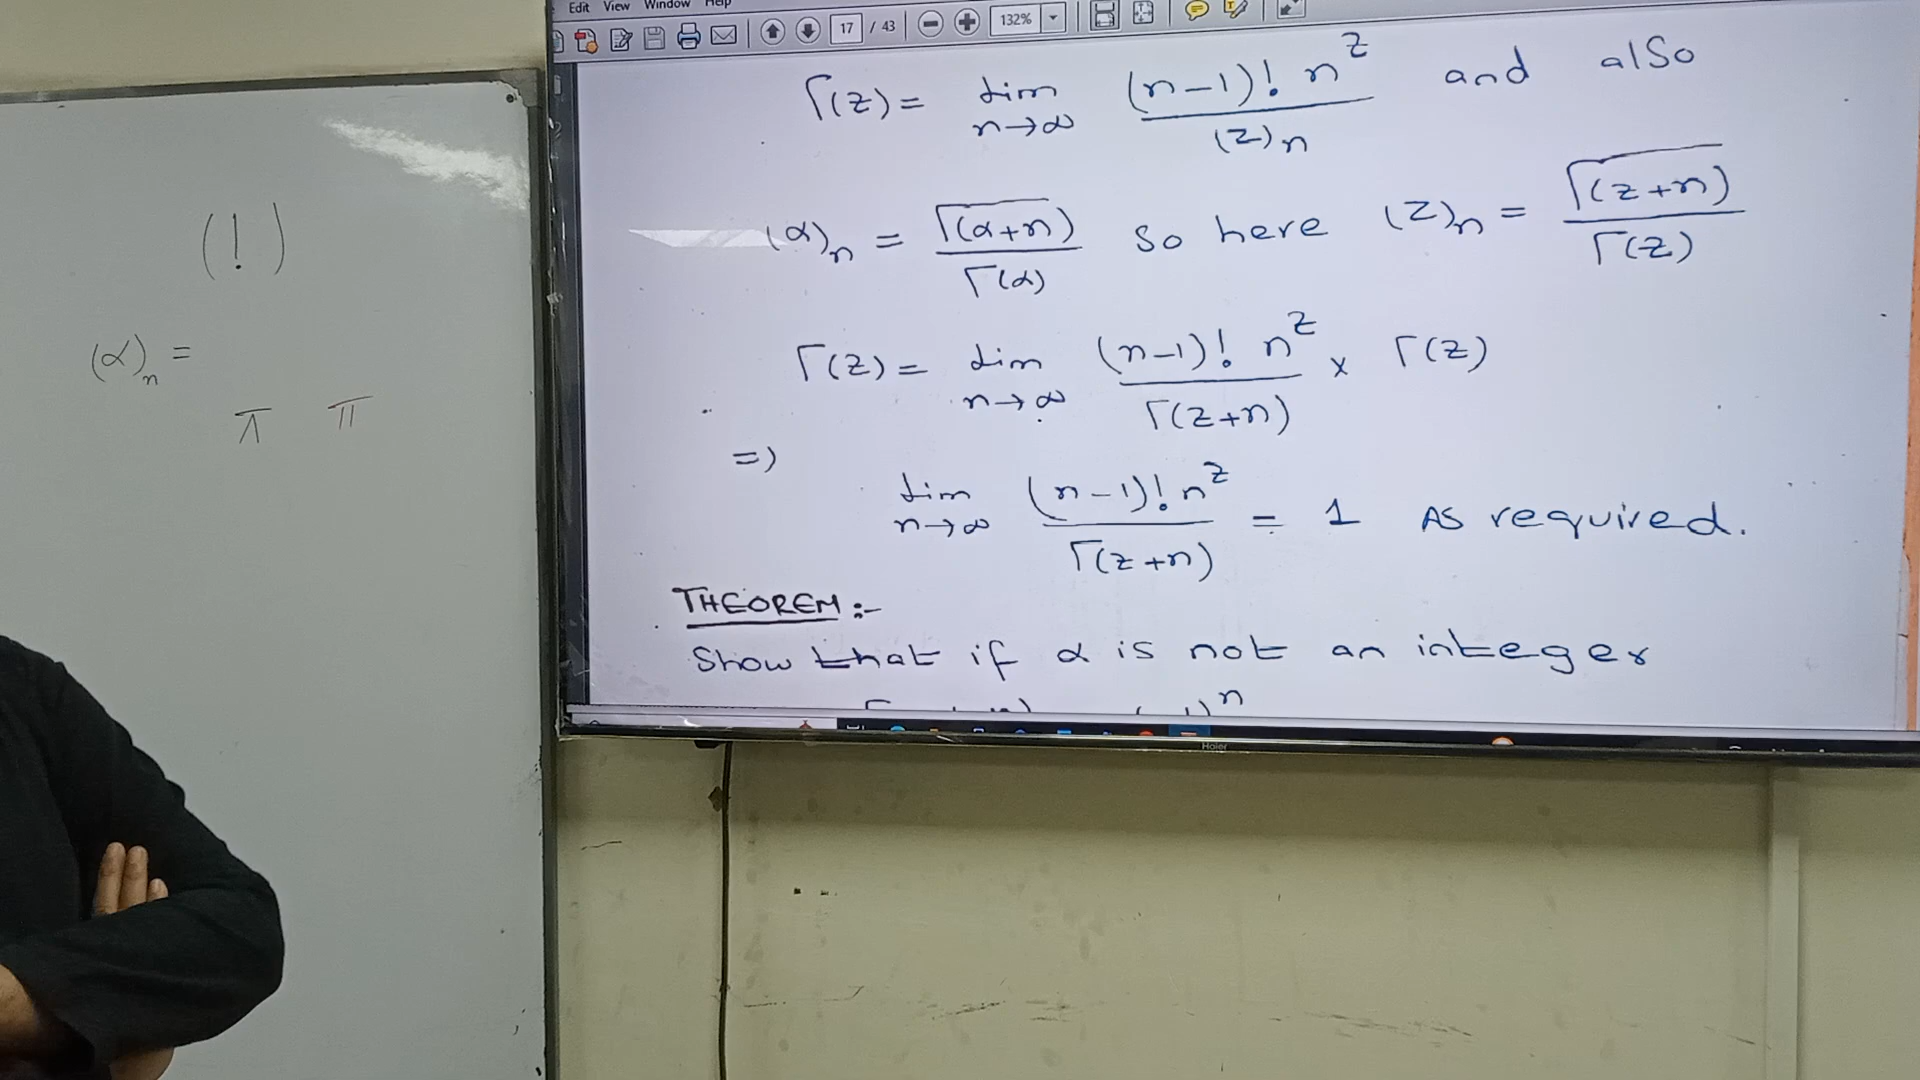 Edit View Window Help
17 / 43 132%
Γ(z) = lim n→∞ (n-1)! n^z / (z)n and also
(α)n = Γ(α+n) / Γ(α) so here (z)n = Γ(z+n) / Γ(z)
Γ(z) = lim n→∞ (n-1)! n^z / Γ(z+n) × Γ(z)
=)
lim n→∞ (n-1)! n^z / Γ(z+n) = 1 As required.
THEOREM :-
Show that if α is not an integer
Haier
(!)
(α)n =
π π